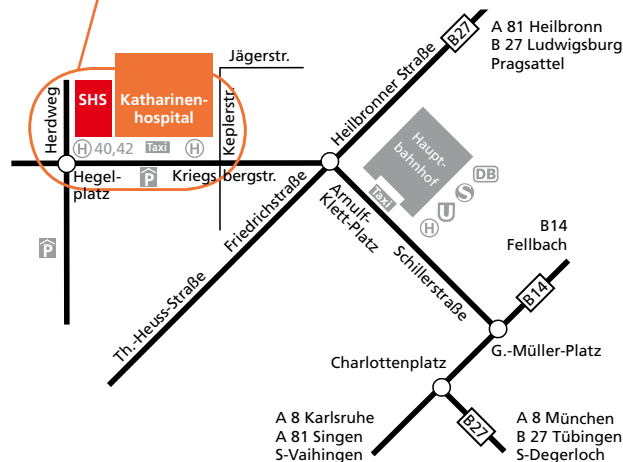 B27
A 81 Heilbronn
B 27 Ludwigsburg
Pragsattel
Jägerstr.
Heilbronner Straße
Herdweg
SHS
Katharinen-
hospital
Keplerstr.
H 40,42 Taxi H
Hegel-
platz
P
Kriegsbergstr.
P
Haupt-
bahnhof
Taxi
H
U
S
DB
Arnulf-
Klett-Platz
Friedrichstraße
Th.-Heuss-Straße
Schillerstraße
B14
Fellbach
B14
G.-Müller-Platz
Charlottenplatz
B27
A 8 Karlsruhe
A 81 Singen
S-Vaihingen
A 8 München
B 27 Tübingen
S-Degerloch